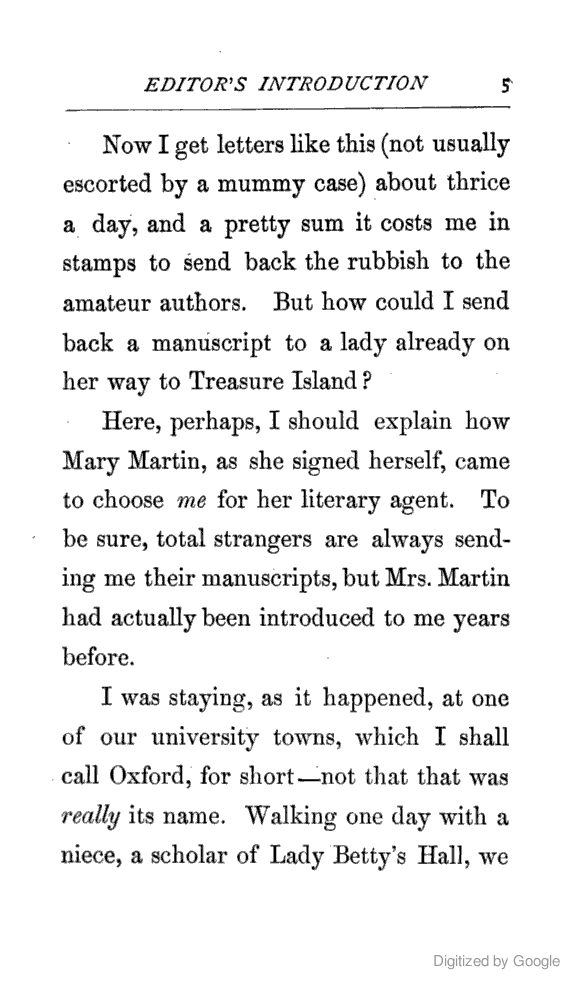 EDITOR'S INTRODUCTION 5
Now I get letters like this (not usually
escorted by a mummy case) about thrice
a day, and a pretty sum it costs me in
stamps to send back the rubbish to the
amateur authors. But how could I send
back a manuscript to a lady already on
her way to Treasure Island?
Here, perhaps, I should explain how
Mary Martin, as she signed herself, came
to choose me for her literary agent. To
be sure, total strangers are always send-
ing me their manuscripts, but Mrs. Martin
had actually been introduced to me years
before.
I was staying, as it happened, at one
of our university towns, which I shall
call Oxford, for short—not that that was
really its name. Walking one day with a
niece, a scholar of Lady Betty's Hall, we
Digitized by Google